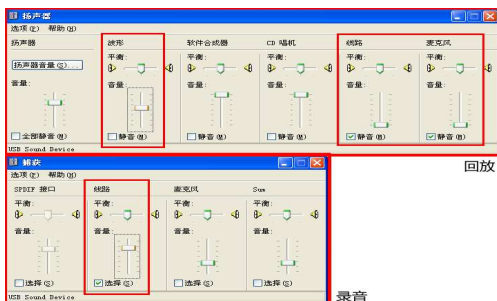 扬声器
选项(P) 帮助(H)
扬声器 波形 软件合成器 CD 唱机 线路 麦克风
扬声器音量(S)... 平衡: 平衡: 平衡: 平衡: 平衡:
音量: 音量: 音量: 音量: 音量: 音量:
全部静音(M) 静音(M) 静音(M) 静音(M) 静音(M) 静音(M)
USB Sound Device
回放
捕获
选项(P) 帮助(H)
SPDIF 接口 线路 麦克风 Sum
平衡: 平衡: 平衡: 平衡:
音量: 音量: 音量: 音量:
选择(S) 选择(S) 选择(S) 选择(S)
USB Sound Device
录音